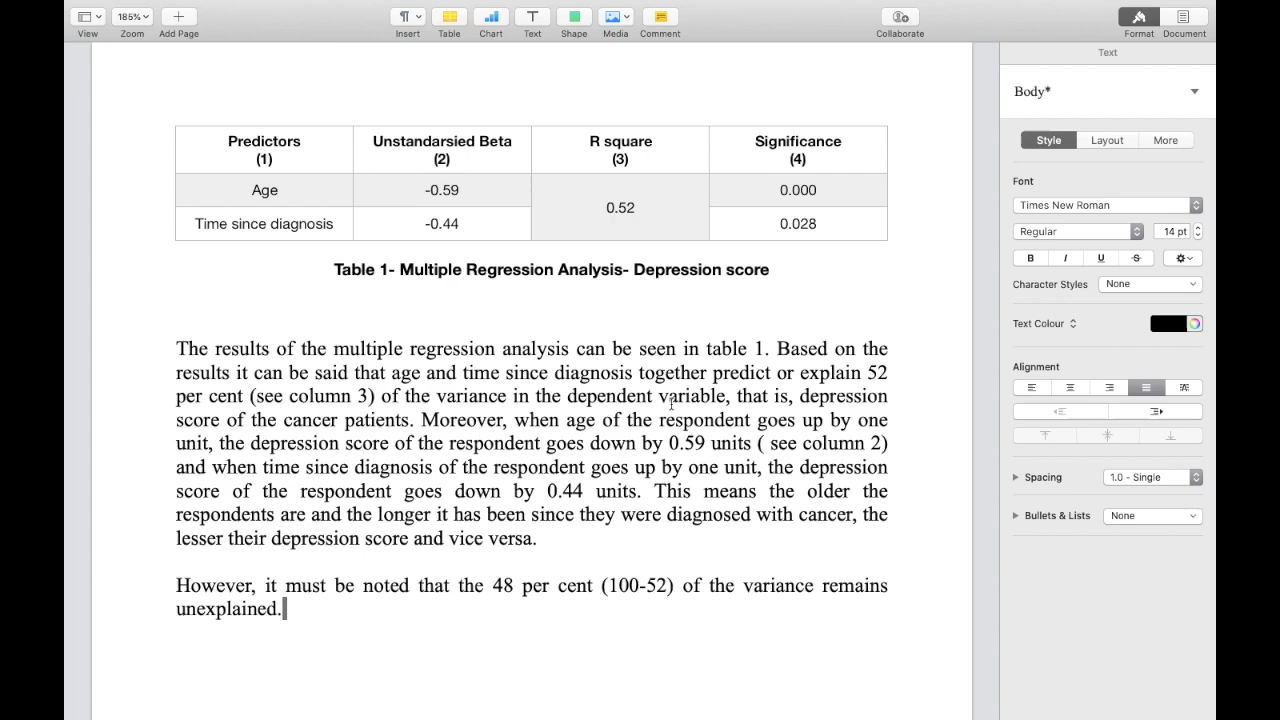 185%
View
Zoom
Add Page
Insert
Table
Chart
Text
Shape
Media
Comment
Collaborate
Format
Document
Text
Body*
Style
Layout
More
Font
Times New Roman
Regular
14 pt
B
I
U
S
Character Styles
None
Text Colour
Alignment
Spacing
1.0 - Single
Bullets & Lists
None
Predictors (1)
Unstandarsied Beta (2)
R square (3)
Significance (4)
Age
-0.59
0.52
0.000
Time since diagnosis
-0.44
0.028
Table 1- Multiple Regression Analysis- Depression score
The results of the multiple regression analysis can be seen in table 1. Based on the
results it can be said that age and time since diagnosis together predict or explain 52
per cent (see column 3) of the variance in the dependent variable, that is, depression
score of the cancer patients. Moreover, when age of the respondent goes up by one
unit, the depression score of the respondent goes down by 0.59 units ( see column 2)
and when time since diagnosis of the respondent goes up by one unit, the depression
score of the respondent goes down by 0.44 units. This means the older the
respondents are and the longer it has been since they were diagnosed with cancer, the
lesser their depression score and vice versa.
However, it must be noted that the 48 per cent (100-52) of the variance remains
unexplained.